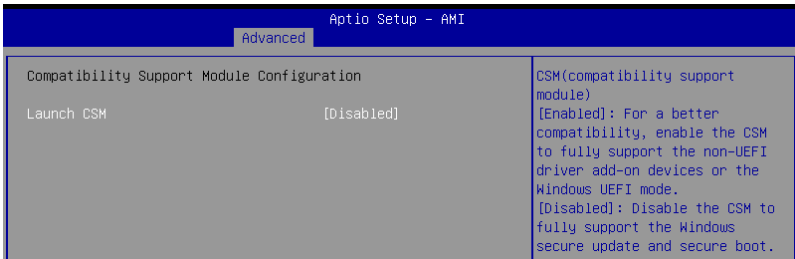 Aptio Setup – AMI
Advanced
Compatibility Support Module Configuration
Launch CSM [Disabled]
CSM(compatibility support
module)
[Enabled]: For a better
compatibility, enable the CSM
to fully support the non-UEFI
driver add-on devices or the
Windows UEFI mode.
[Disabled]: Disable the CSM to
fully support the Windows
secure update and secure boot.